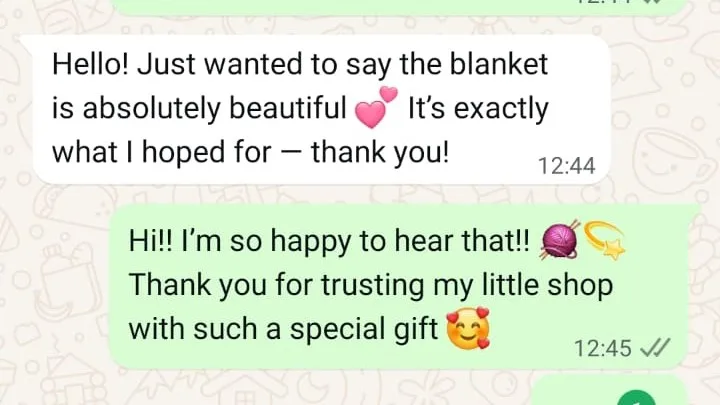 Hello! Just wanted to say the blanket
is absolutely beautiful 💕 It’s exactly
what I hoped for — thank you!
12:44
Hi!! I’m so happy to hear that!! 🧶💫
Thank you for trusting my little shop
with such a special gift 🥰
12:45